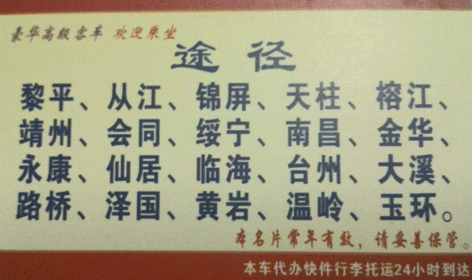 豪华高级客车 欢迎乘坐
途径
黎平、从江、锦屏、天柱、榕江、
靖州、会同、绥宁、南昌、金华、
永康、仙居、临海、台州、大溪、
路桥、泽国、黄岩、温岭、玉环。
本名片常年有效，请妥善保管。
本车代办快件行李托运24小时到达